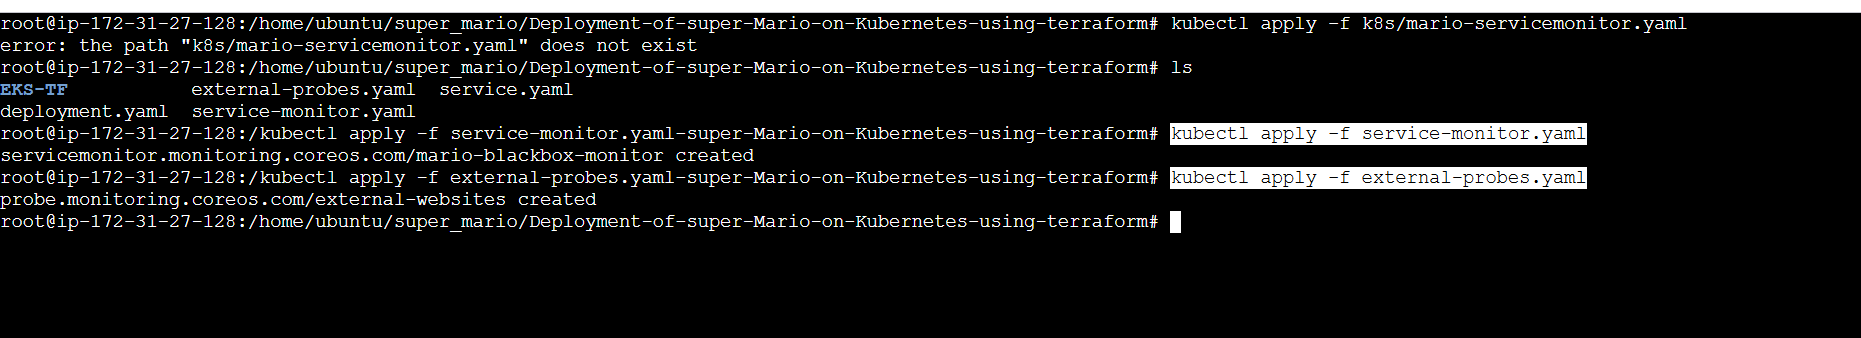 root@ip-172-31-27-128:/home/ubuntu/super_mario/Deployment-of-super-Mario-on-Kubernetes-using-terraform# kubectl apply -f k8s/mario-servicemonitor.yaml
error: the path "k8s/mario-servicemonitor.yaml" does not exist
root@ip-172-31-27-128:/home/ubuntu/super_mario/Deployment-of-super-Mario-on-Kubernetes-using-terraform# ls
EKS-TF           external-probes.yaml  service.yaml
deployment.yaml  service-monitor.yaml
root@ip-172-31-27-128:/kubectl apply -f service-monitor.yaml-super-Mario-on-Kubernetes-using-terraform# kubectl apply -f service-monitor.yaml
servicemonitor.monitoring.coreos.com/mario-blackbox-monitor created
root@ip-172-31-27-128:/kubectl apply -f external-probes.yaml-super-Mario-on-Kubernetes-using-terraform# kubectl apply -f external-probes.yaml
probe.monitoring.coreos.com/external-websites created
root@ip-172-31-27-128:/home/ubuntu/super_mario/Deployment-of-super-Mario-on-Kubernetes-using-terraform#